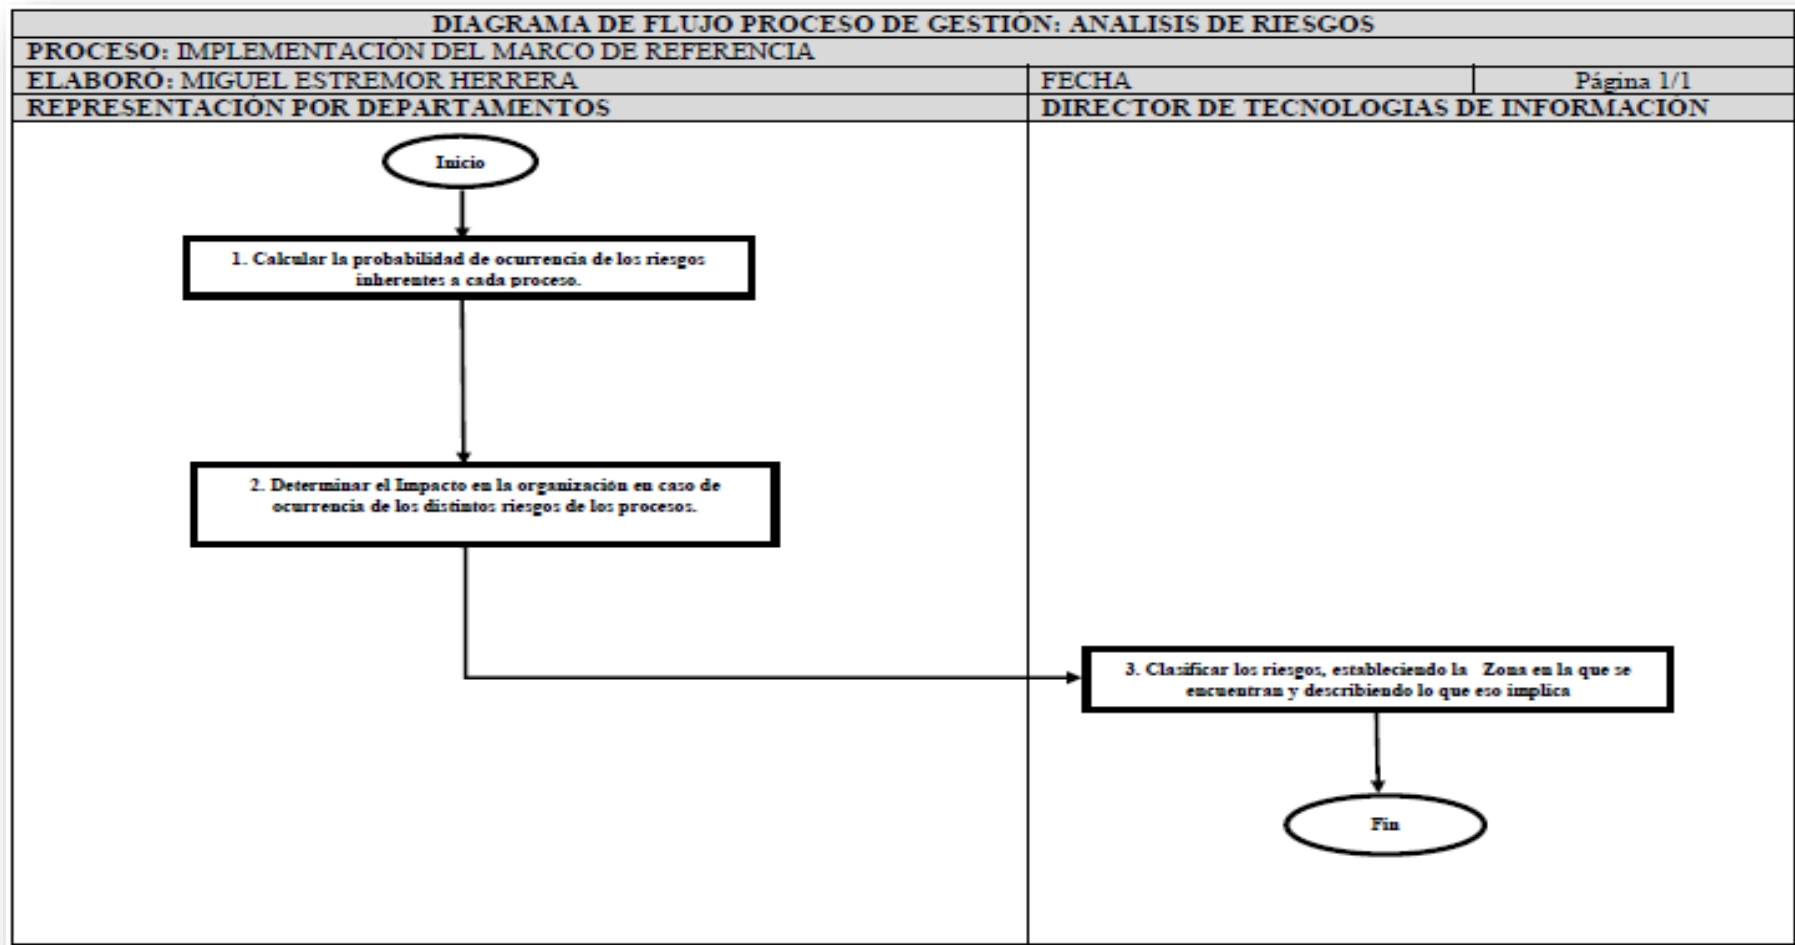 DIAGRAMA DE FLUJO PROCESO DE GESTIÓN: ANALISIS DE RIESGOS
PROCESO: IMPLEMENTACIÓN DEL MARCO DE REFERENCIA
ELABORÓ: MIGUEL ESTREMOR HERRERA
FECHA
Página 1/1
REPRESENTACIÓN POR DEPARTAMENTOS
DIRECTOR DE TECNOLOGIAS DE INFORMACIÓN
Inicio
1. Calcular la probabilidad de ocurrencia de los riesgos
inherentes a cada proceso.
2. Determinar el Impacto en la organización en caso de
ocurrencia de los distintos riesgos de los procesos.
3. Clasificar los riesgos, estableciendo la Zona en la que se
encuentran y describiendo lo que eso implica
Fin